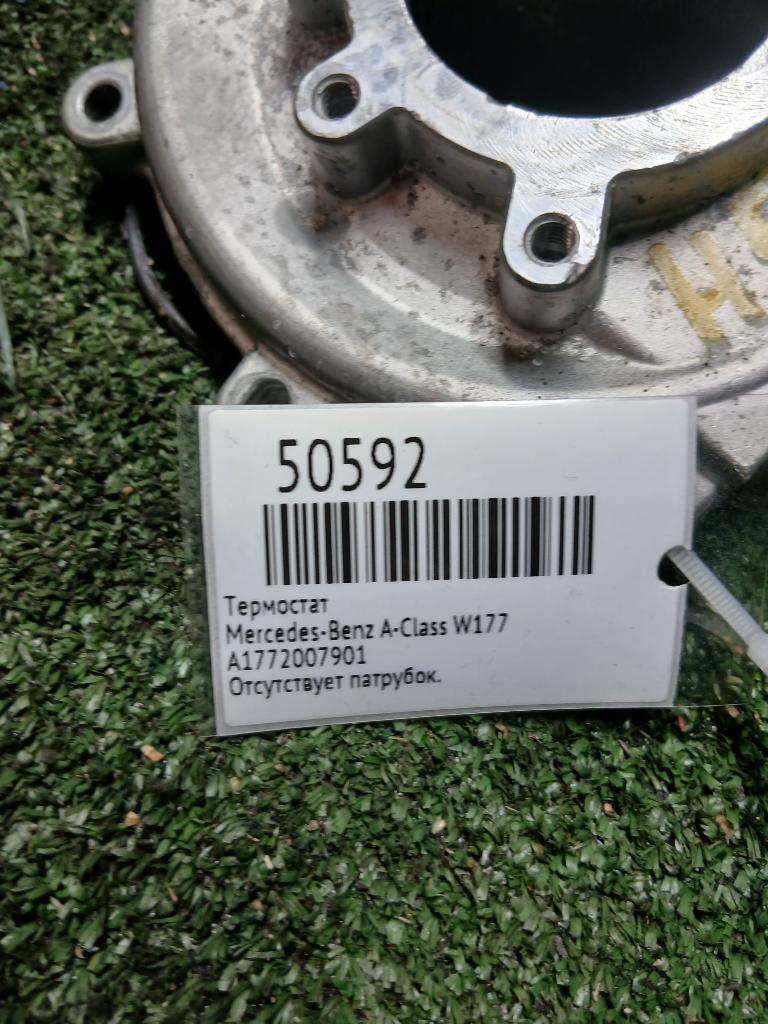 50592
Термостат
Mercedes-Benz A-Class W177
A1772007901
Отсутствует патрубок.